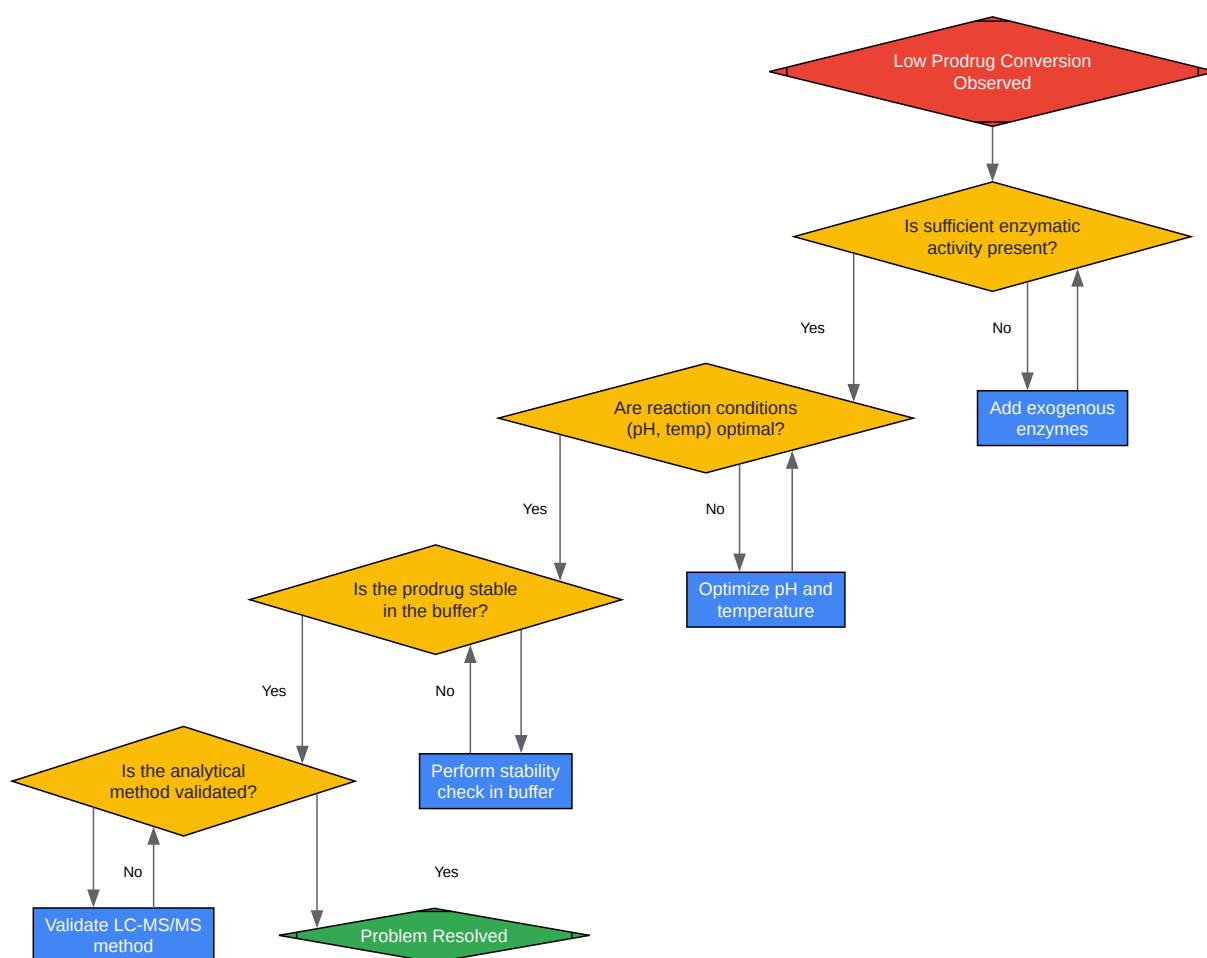 Low Prodrug Conversion
Observed
Is sufficient enzymatic
activity present?
Yes
No
Add exogenous
enzymes
Are reaction conditions
(pH, temp) optimal?
Yes
No
Optimize pH and
temperature
Is the prodrug stable
in the buffer?
Yes
No
Perform stability
check in buffer
Is the analytical
method validated?
No
Yes
Validate LC-MS/MS
method
Problem Resolved